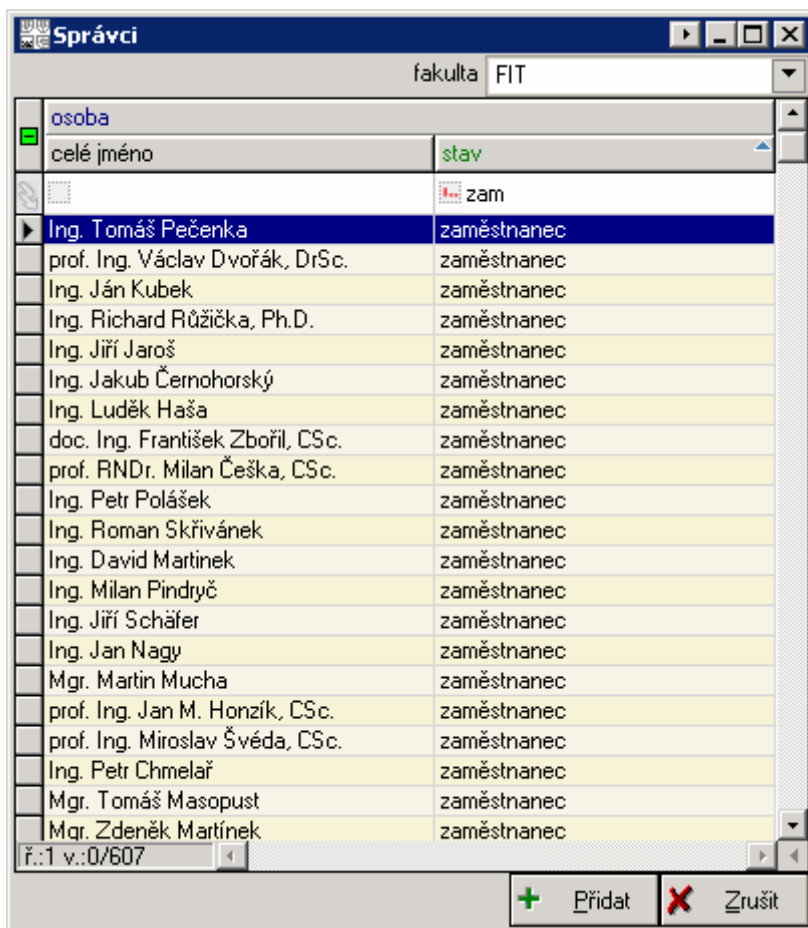 Správci
fakulta FIT
osoba
celé jméno stav
zam
Ing. Tomáš Pečenka zaměstnanec
prof. Ing. Václav Dvořák, DrSc. zaměstnanec
Ing. Ján Kubek zaměstnanec
Ing. Richard Růžička, Ph.D. zaměstnanec
Ing. Jiří Jaroš zaměstnanec
Ing. Jakub Černohorský zaměstnanec
Ing. Luděk Haša zaměstnanec
doc. Ing. František Zbořil, CSc. zaměstnanec
prof. RNDr. Milan Češka, CSc. zaměstnanec
Ing. Petr Polášek zaměstnanec
Ing. Roman Skřivánek zaměstnanec
Ing. David Martinek zaměstnanec
Ing. Milan Pindryč zaměstnanec
Ing. Jiří Schäfer zaměstnanec
Ing. Jan Nagy zaměstnanec
Mgr. Martin Mucha zaměstnanec
prof. Ing. Jan M. Honzík, CSc. zaměstnanec
prof. Ing. Miroslav Švéda, CSc. zaměstnanec
Ing. Petr Chmelař zaměstnanec
Mgr. Tomáš Masopust zaměstnanec
Mgr. Zdeněk Martínek zaměstnanec
ř.:1 v.:0/607
Přidat Zrušit